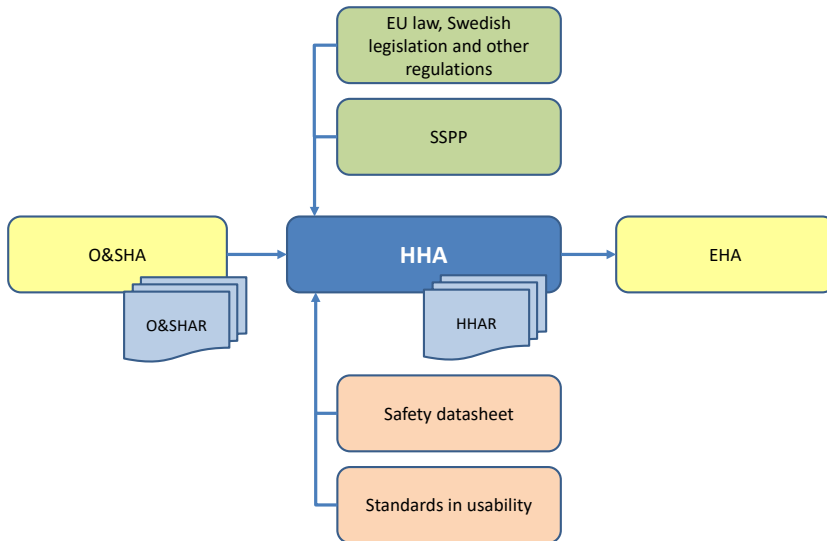 EU law, Swedish
legislation and other
regulations
SSPP
O&SHA
HHA
EHA
O&SHAR
HHAR
Safety datasheet
Standards in usability